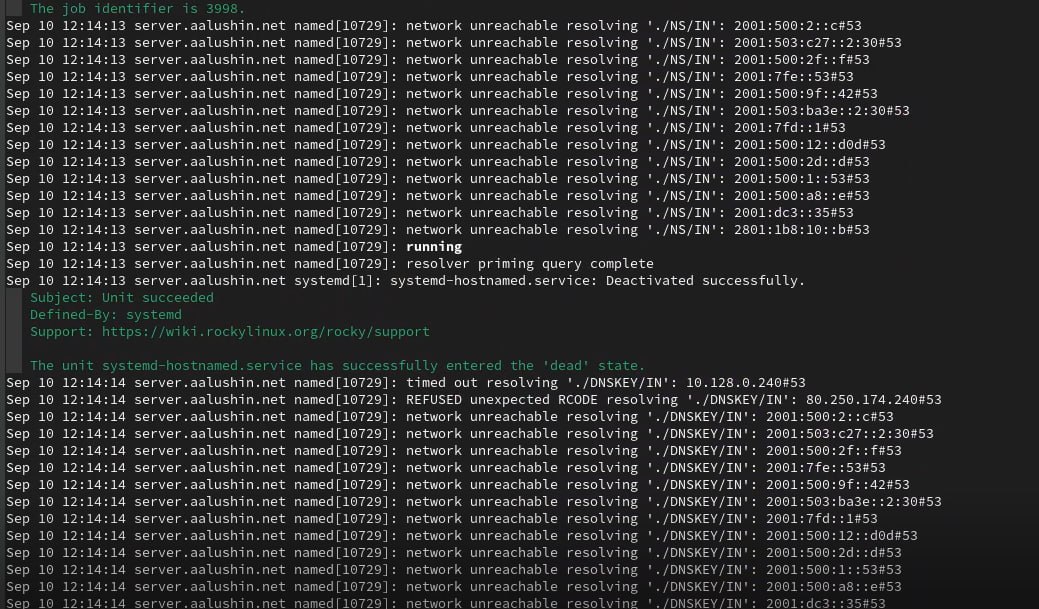 The job identifier is 3998.
Sep 10 12:14:13 server.aalushin.net named[10729]: network unreachable resolving './NS/IN': 2001:500:2::c#53
Sep 10 12:14:13 server.aalushin.net named[10729]: network unreachable resolving './NS/IN': 2001:503:c27::2:30#53
Sep 10 12:14:13 server.aalushin.net named[10729]: network unreachable resolving './NS/IN': 2001:500:2f::f#53
Sep 10 12:14:13 server.aalushin.net named[10729]: network unreachable resolving './NS/IN': 2001:7fe::53#53
Sep 10 12:14:13 server.aalushin.net named[10729]: network unreachable resolving './NS/IN': 2001:500:9f::42#53
Sep 10 12:14:13 server.aalushin.net named[10729]: network unreachable resolving './NS/IN': 2001:503:ba3e::2:30#53
Sep 10 12:14:13 server.aalushin.net named[10729]: network unreachable resolving './NS/IN': 2001:7fd::1#53
Sep 10 12:14:13 server.aalushin.net named[10729]: network unreachable resolving './NS/IN': 2001:500:12::d0d#53
Sep 10 12:14:13 server.aalushin.net named[10729]: network unreachable resolving './NS/IN': 2001:500:2d::d#53
Sep 10 12:14:13 server.aalushin.net named[10729]: network unreachable resolving './NS/IN': 2001:500:1::53#53
Sep 10 12:14:13 server.aalushin.net named[10729]: network unreachable resolving './NS/IN': 2001:500:a8::e#53
Sep 10 12:14:13 server.aalushin.net named[10729]: network unreachable resolving './NS/IN': 2001:dc3::35#53
Sep 10 12:14:13 server.aalushin.net named[10729]: network unreachable resolving './NS/IN': 2801:1b8:10::b#53
Sep 10 12:14:13 server.aalushin.net named[10729]: running
Sep 10 12:14:13 server.aalushin.net named[10729]: resolver priming query complete
Sep 10 12:14:13 server.aalushin.net systemd[1]: systemd-hostnamed.service: Deactivated successfully.
Subject: Unit succeeded
Defined-By: systemd
Support: https://wiki.rockylinux.org/rocky/support
The unit systemd-hostnamed.service has successfully entered the 'dead' state.
Sep 10 12:14:14 server.aalushin.net named[10729]: timed out resolving './DNSKEY/IN': 10.128.0.240#53
Sep 10 12:14:14 server.aalushin.net named[10729]: REFUSED unexpected RCODE resolving './DNSKEY/IN': 80.250.174.240#53
Sep 10 12:14:14 server.aalushin.net named[10729]: network unreachable resolving './DNSKEY/IN': 2001:500:2::c#53
Sep 10 12:14:14 server.aalushin.net named[10729]: network unreachable resolving './DNSKEY/IN': 2001:503:c27::2:30#53
Sep 10 12:14:14 server.aalushin.net named[10729]: network unreachable resolving './DNSKEY/IN': 2001:500:2f::f#53
Sep 10 12:14:14 server.aalushin.net named[10729]: network unreachable resolving './DNSKEY/IN': 2001:7fe::53#53
Sep 10 12:14:14 server.aalushin.net named[10729]: network unreachable resolving './DNSKEY/IN': 2001:500:9f::42#53
Sep 10 12:14:14 server.aalushin.net named[10729]: network unreachable resolving './DNSKEY/IN': 2001:503:ba3e::2:30#53
Sep 10 12:14:14 server.aalushin.net named[10729]: network unreachable resolving './DNSKEY/IN': 2001:7fd::1#53
Sep 10 12:14:14 server.aalushin.net named[10729]: network unreachable resolving './DNSKEY/IN': 2001:500:12::d0d#53
Sep 10 12:14:14 server.aalushin.net named[10729]: network unreachable resolving './DNSKEY/IN': 2001:500:2d::d#53
Sep 10 12:14:14 server.aalushin.net named[10729]: network unreachable resolving './DNSKEY/IN': 2001:500:1::53#53
Sep 10 12:14:14 server.aalushin.net named[10729]: network unreachable resolving './DNSKEY/IN': 2001:500:a8::e#53
Sep 10 12:14:14 server.aalushin.net named[10729]: network unreachable resolving './DNSKEY/IN': 2001:dc3::35#53